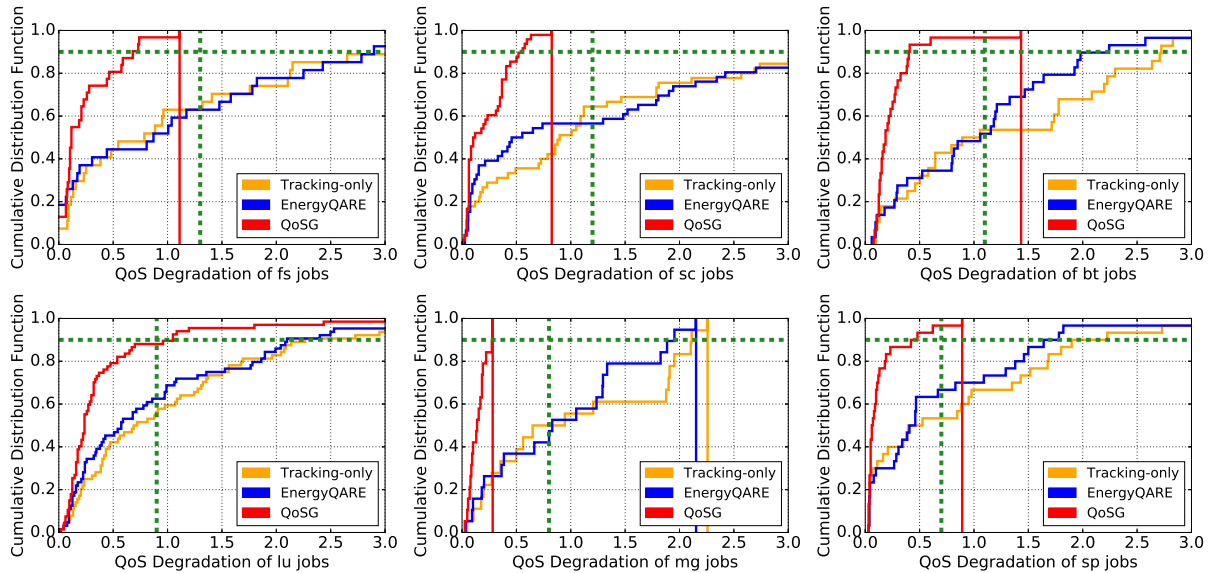 Cumulative Distribution Function
1.0
0.8
0.6
0.4
0.2
0.0
Tracking-only
EnergyQARE
QoSG
0.0 0.5 1.0 1.5 2.0 2.5 3.0
QoS Degradation of fs jobs
Cumulative Distribution Function
1.0
0.8
0.6
0.4
0.2
0.0
Tracking-only
EnergyQARE
QoSG
0.0 0.5 1.0 1.5 2.0 2.5 3.0
QoS Degradation of sc jobs
Cumulative Distribution Function
1.0
0.8
0.6
0.4
0.2
0.0
Tracking-only
EnergyQARE
QoSG
0.0 0.5 1.0 1.5 2.0 2.5 3.0
QoS Degradation of bt jobs
Cumulative Distribution Function
1.0
0.8
0.6
0.4
0.2
0.0
Tracking-only
EnergyQARE
QoSG
0.0 0.5 1.0 1.5 2.0 2.5 3.0
QoS Degradation of lu jobs
Cumulative Distribution Function
1.0
0.8
0.6
0.4
0.2
0.0
Tracking-only
EnergyQARE
QoSG
0.0 0.5 1.0 1.5 2.0 2.5 3.0
QoS Degradation of mg jobs
Cumulative Distribution Function
1.0
0.8
0.6
0.4
0.2
0.0
Tracking-only
EnergyQARE
QoSG
0.0 0.5 1.0 1.5 2.0 2.5 3.0
QoS Degradation of sp jobs